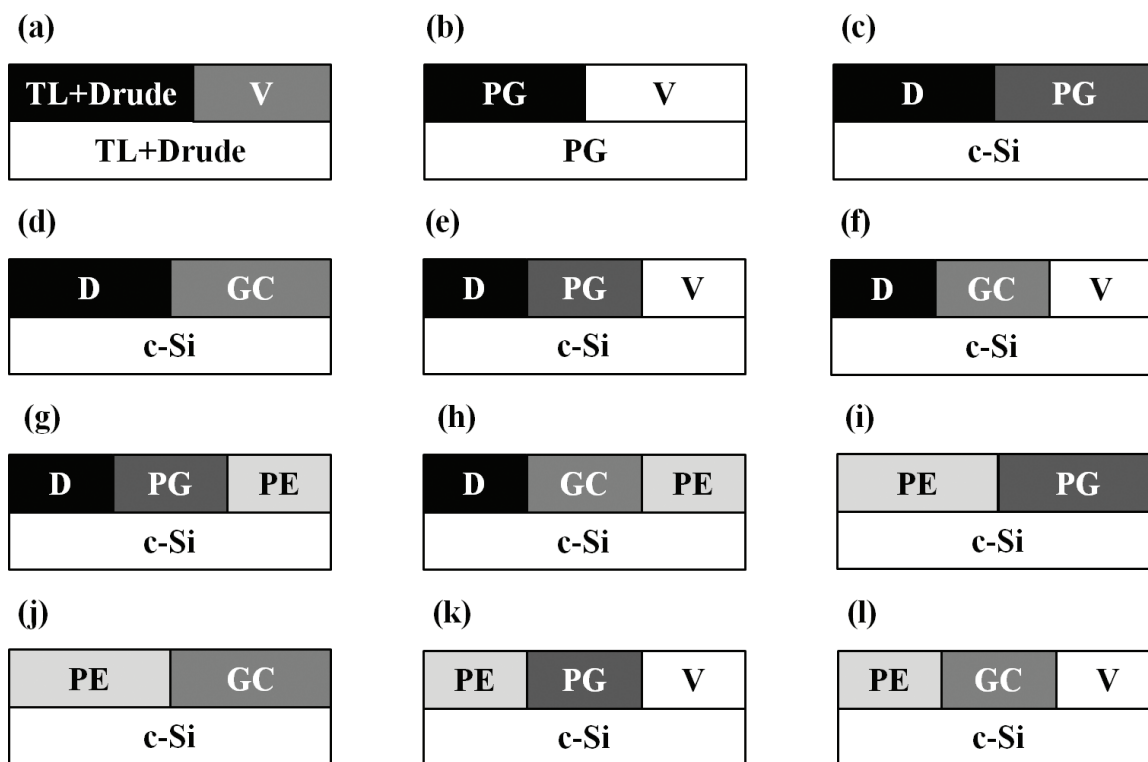 (a) (b) (c)
TL+Drude V PG V D PG
TL+Drude PG c-Si
(d) (e) (f)
D GC D PG V D GC V
c-Si c-Si c-Si
(g) (h) (i)
D PG PE D GC PE PE PG
c-Si c-Si c-Si
(j) (k) (l)
PE GC PE PG V PE GC V
c-Si c-Si c-Si